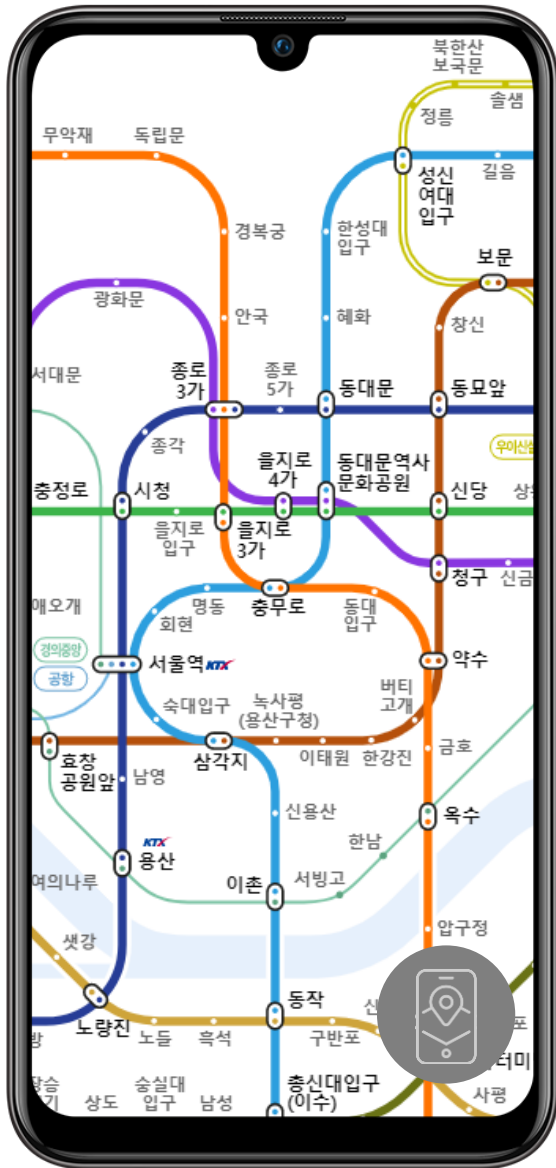 북한산
보국문
솔샘
정릉
무악재
독립문
길음
성신
여대
입구
경복궁
한성대
입구
보문
광화문
안국
혜화
창신
서대문
종로
3가
종로
5가
동대문
동묘앞
종각
을지로
4가
동대문역사
문화공원
우이신설
충정로
시청
신당
을지로
입구
을지로
3가
청구
신금
애오개
명동
충무로
동대
입구
회현
경의중앙
공항
서울역
KTX
약수
숙대입구
녹사평
(용산구청)
버티
고개
효창
공원앞
남영
삼각지
이태원
한강진
금호
신용산
옥수
KTX
용산
한남
여의나루
이촌
서빙고
샛강
압구정
노량진
동작
노들
흑석
구반포
신
포
방
터미
장승
상도
숭실대
입구
남성
총신대입구
(이수)
사평